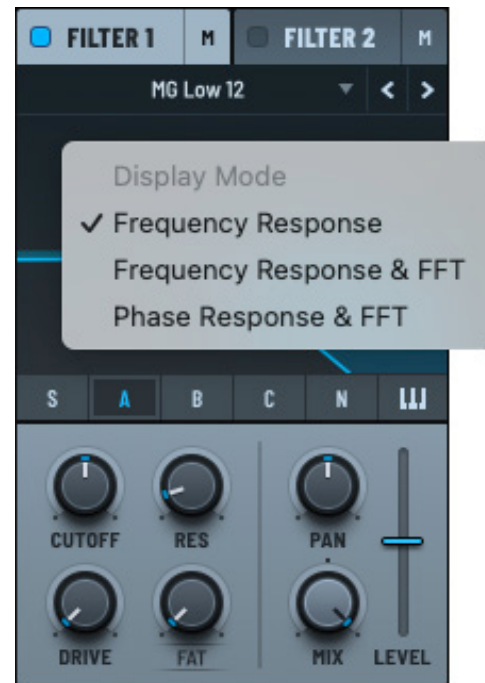 FILTER 1 M FILTER 2 M
MG Low 12
Display Mode
Frequency Response
Frequency Response & FFT
Phase Response & FFT
S A B C N
CUTOFF RES PAN
DRIVE FAT MIX LEVEL